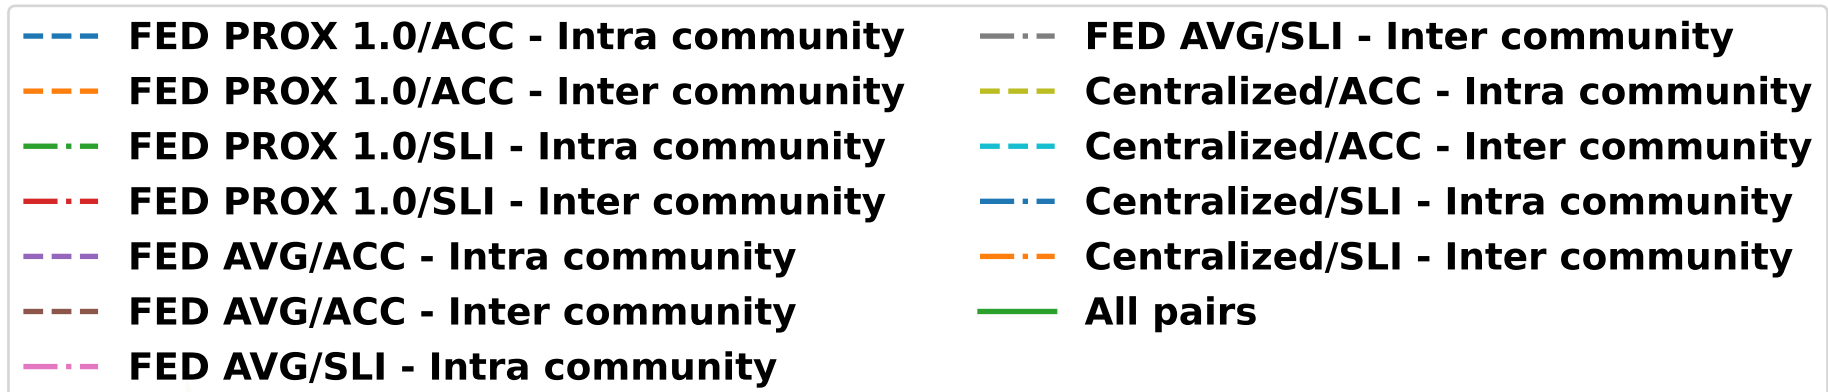 FED PROX 1.0/ACC - Intra community
FED PROX 1.0/ACC - Inter community
FED PROX 1.0/SLI - Intra community
FED PROX 1.0/SLI - Inter community
FED AVG/ACC - Intra community
FED AVG/ACC - Inter community
FED AVG/SLI - Intra community
FED AVG/SLI - Inter community
Centralized/ACC - Intra community
Centralized/ACC - Inter community
Centralized/SLI - Intra community
Centralized/SLI - Inter community
All pairs